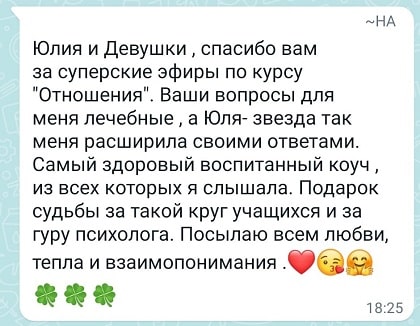 ~НА
Юлия и Девушки , спасибо вам
за суперские эфиры по курсу
"Отношения". Ваши вопросы для
меня лечебные , а Юля- звезда так
меня расширила своими ответами.
Самый здоровый воспитанный коуч ,
из всех которых я слышала. Подарок
судьбы за такой круг учащихся и за
гуру психолога. Посылаю всем любви,
тепла и взаимопонимания .❤️😘🤗
🍀🍀🍀
18:25